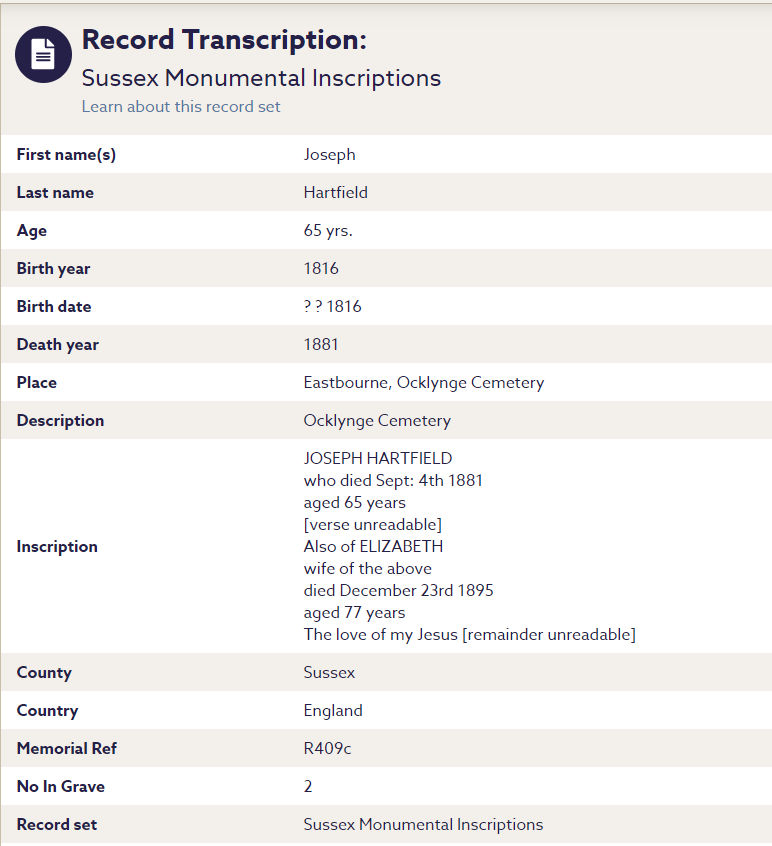 Record Transcription:
Sussex Monumental Inscriptions
Learn about this record set
First name(s) Joseph
Last name Hartfield
Age 65 yrs.
Birth year 1816
Birth date ? ? 1816
Death year 1881
Place Eastbourne, Ocklynge Cemetery
Description Ocklynge Cemetery
Inscription
JOSEPH HARTFIELD
who died Sept: 4th 1881
aged 65 years
[verse unreadable]
Also of ELIZABETH
wife of the above
died December 23rd 1895
aged 77 years
The love of my Jesus [remainder unreadable]
County Sussex
Country England
Memorial Ref R409c
No In Grave 2
Record set Sussex Monumental Inscriptions